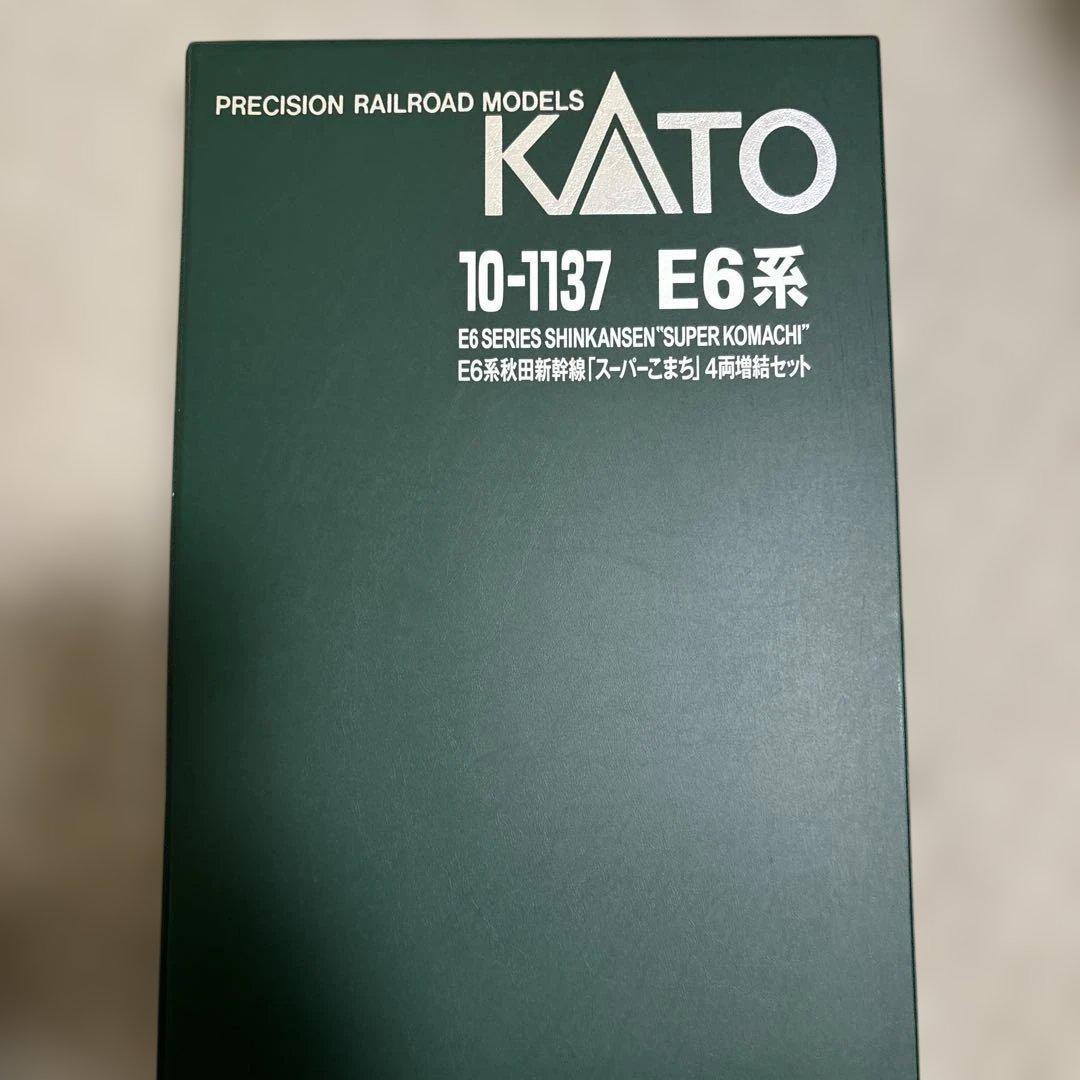 PRECISION RAILROAD MODELS
KATO
10-1137 E6系
E6 SERIES SHINKANSEN "SUPER KOMACHI"
E6系秋田新幹線「スーパーこまち」4両増結セット